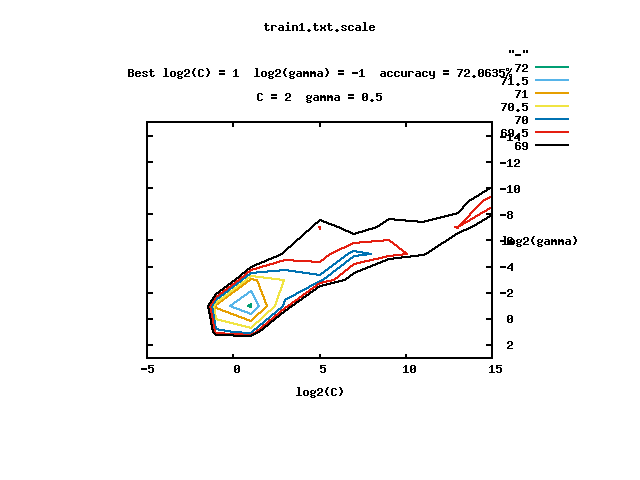 train1.txt.scale
"-"
Best log2(C) = 1  log2(gamma) = -1  accuracy = 72.0635%
72
71.5
C = 2  gamma = 0.5
71
70.5
70
69.5
69
-14
-12
-10
-8
-6
log2(gamma)
-4
-2
0
2
-5 0 5 10 15
log2(C)